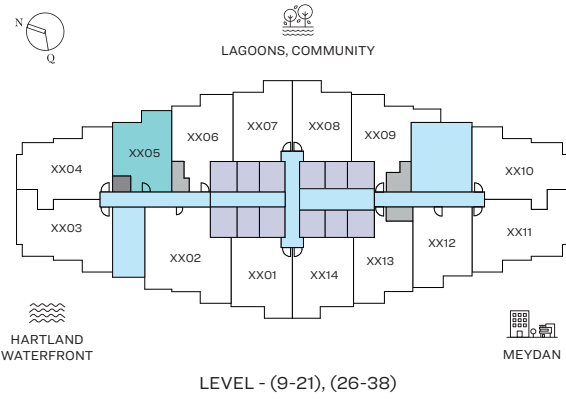 N
Q
LAGOONS, COMMUNITY
XX07
XX08
XX06
XX09
XX05
XX04
XX10
XX03
XX11
XX02
XX12
XX01
XX14
XX13
HARTLAND
WATERFRONT
MEYDAN
LEVEL - (9-21), (26-38)